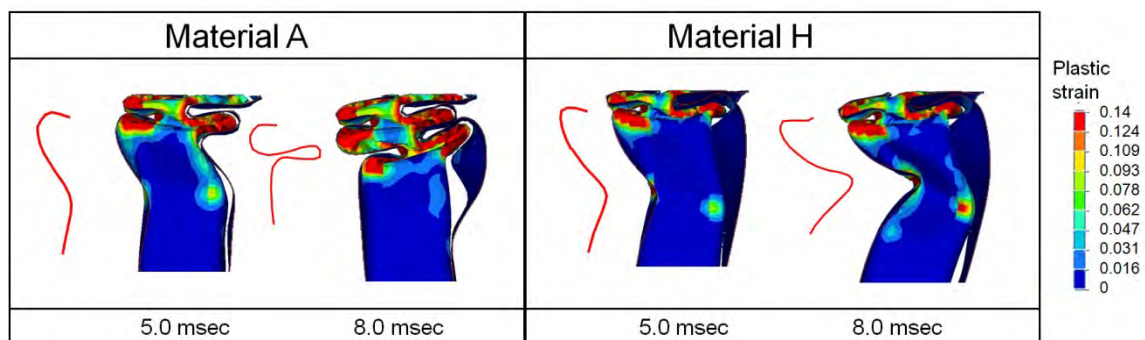 Material A
Material H
Plastic
strain
0.14
0.124
0.109
0.093
0.078
0.062
0.047
0.031
0.016
0
5.0 msec
8.0 msec
5.0 msec
8.0 msec